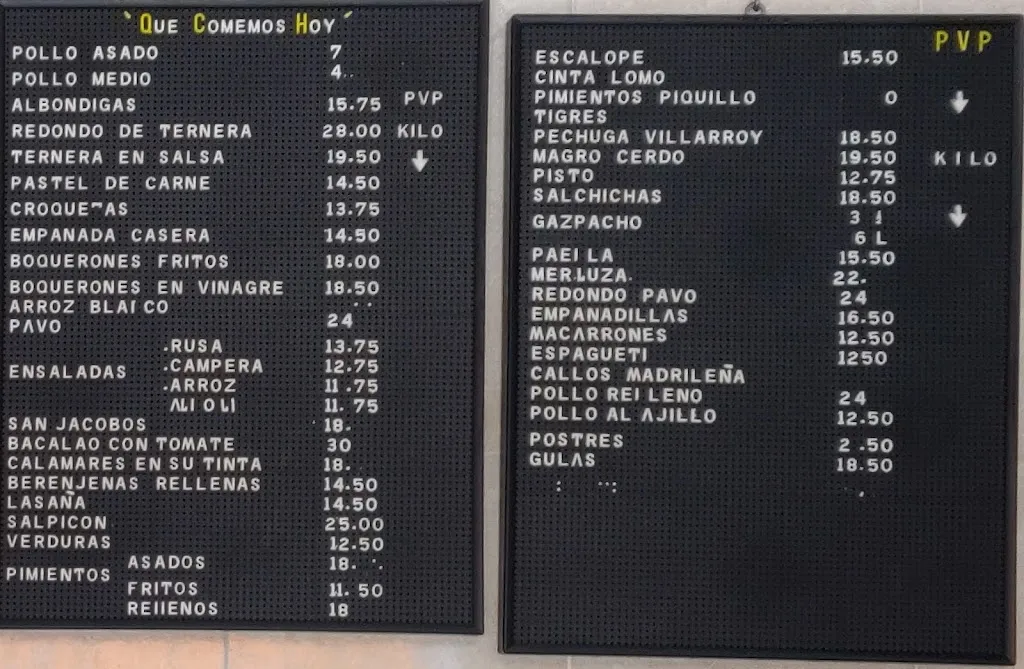 `QUE COMEMOS HOY´
POLLO ASADO 7
POLLO MEDIO 4..
ALBONDIGAS 15.75 PVP
REDONDO DE TERNERA 28.00 KILO
TERNERA EN SALSA 19.50
PASTEL DE CARNE 14.50
CROQUETAS 13.75
EMPANADA CASERA 14.50
BOQUERONES FRITOS 18.00
BOQUERONES EN VINAGRE 18.50
ARROZ BLAICO
PAVO 24
ENSALADAS
.RUSA 13.75
.CAMPERA 12.75
.ARROZ 11.75
ALIOLI 11.75
SAN JACOBOS 18.
BACALAO CON TOMATE 30
CALAMARES EN SU TINTA 18.
BERENJENAS RELLENAS 14.50
LASAÑA 14.50
SALPICON 25.00
VERDURAS 12.50
PIMIENTOS
ASADOS 18.
FRITOS 11.50
REIIENOS 18
PVP
ESCALOPE 15.50
CINTA LOMO
PIMIENTOS PIQUILLO 0
TIGRES
PECHUGA VILLARROY 18.50
MAGRO CERDO 19.50 KILO
PISTO 12.75
SALCHICHAS 18.50
GAZPACHO 3
6 L
PAEILA 15.50
MERLUZA. 22.
REDONDO PAVO 24
EMPANADILLAS 16.50
MACARRONES 12.50
ESPAGUETI 1250
CALLOS MADRILEÑA
POLLO REILENO 24
POLLO AL AJILLO 12.50
POSTRES 2.50
GULAS 18.50